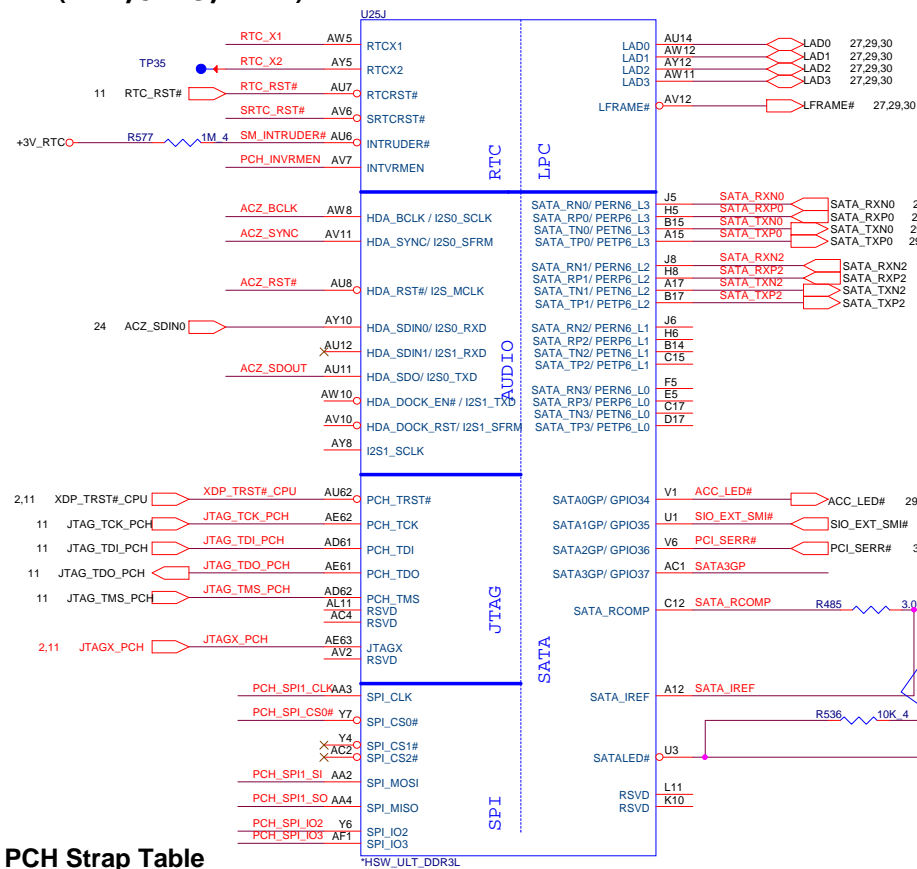 U25J
RTC_X1 AW5 RTCX1
TP35 RTC_X2 AY5 RTCX2
11 RTC_RST# RTC_RST# AU7 RTCRST#
SRTC_RST# AV6 SRTCRST#
+3V_RTC R577 1M_4 SM_INTRUDER# AU6 INTRUDER#
PCH_INVRMEN AV7 INTVRMEN
RTC
LPC
LAD0 AU14 LAD0 27,29,30
LAD1 AW12 LAD1 27,29,30
LAD2 AY12 LAD2 27,29,30
LAD3 AW11 LAD3 27,29,30
LFRAME# AV12 LFRAME# 27,29,30
ACZ_BCLK AW8 HDA_BCLK / I2S0_SCLK
ACZ_SYNC AV11 HDA_SYNC/ I2S0_SFRM
ACZ_RST# AU8 HDA_RST#/ I2S_MCLK
24 ACZ_SDIN0 AY10 HDA_SDIN0/ I2S0_RXD
AU12 HDA_SDIN1/ I2S1_RXD
ACZ_SDOUT AU11 HDA_SDO/ I2S0_TXD
AW10 HDA_DOCK_EN# / I2S1_TXD
AV10 HDA_DOCK_RST/ I2S1_SFRM
AY8 I2S1_SCLK
AUDIO
SATA_RN0/ PERN6_L3 J5 SATA_RXN0 SATA_RXN0
SATA_RP0/ PERP6_L3 H5 SATA_RXP0 SATA_RXP0
SATA_TN0/ PETN6_L3 B15 SATA_TXN0 SATA_TXN0
SATA_TP0/ PETP6_L3 A15 SATA_TXP0 SATA_TXP0
SATA_RN1/ PERN6_L2 J8 SATA_RXN2 SATA_RXN2
SATA_RP1/ PERP6_L2 H8 SATA_RXP2 SATA_RXP2
SATA_TN1/ PETN6_L2 A17 SATA_TXN2 SATA_TXN2
SATA_TP1/ PETP6_L2 B17 SATA_TXP2 SATA_TXP2
SATA_RN2/ PERN6_L1 J6
SATA_RP2/ PERP6_L1 H6
SATA_TN2/ PETN6_L1 B14
SATA_TP2/ PETP6_L1 C15
SATA_RN3/ PERN6_L0 F5
SATA_RP3/ PERP6_L0 E5
SATA_TN3/ PETN6_L0 C17
SATA_TP3/ PETP6_L0 D17
2,11 XDP_TRST#_CPU XDP_TRST#_CPU AU62 PCH_TRST#
11 JTAG_TCK_PCH JTAG_TCK_PCH AE62 PCH_TCK
11 JTAG_TDI_PCH JTAG_TDI_PCH AD61 PCH_TDI
11 JTAG_TDO_PCH JTAG_TDO_PCH AE61 PCH_TDO
11 JTAG_TMS_PCH JTAG_TMS_PCH AD62 PCH_TMS
AL11 RSVD
AC4 RSVD
2,11 JTAGX_PCH JTAGX_PCH AE63 JTAGX
AV2 RSVD
JTAG
SATA
SATA0GP/ GPIO34 V1 ACC_LED# ACC_LED# 29
SATA1GP/ GPIO35 U1 SIO_EXT_SMI# SIO_EXT_SMI#
SATA2GP/ GPIO36 V6 PCI_SERR# PCI_SERR#
SATA3GP/ GPIO37 AC1 SATA3GP
SATA_RCOMP C12 SATA_RCOMP R485
SATA_IREF A12 SATA_IREF
R536 10K_4
SATALED# U3
RSVD L11
RSVD K10
PCH_SPI1_CLK AA3 SPI_CLK
PCH_SPI_CS0# Y7 SPI_CS0#
Y4 SPI_CS1#
AC2 SPI_CS2#
PCH_SPI1_SI AA2 SPI_MOSI
PCH_SPI1_SO AA4 SPI_MISO
PCH_SPI_IO2 Y6 SPI_IO2
PCH_SPI_IO3 AF1 SPI_IO3
SPI
*HSW_ULT_DDR3L
PCH Strap Table